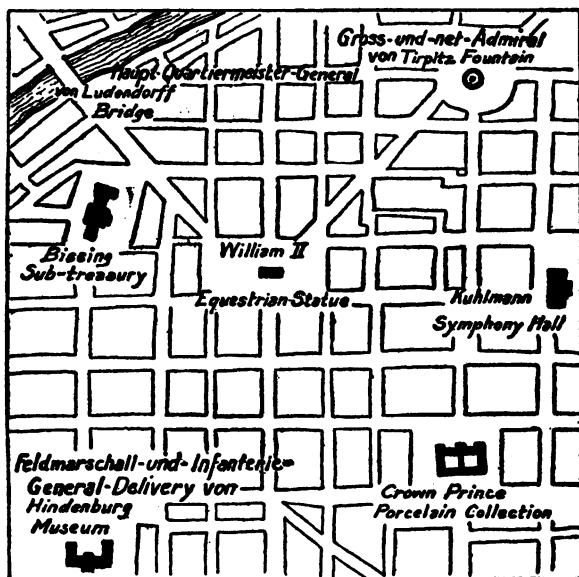 Gross-und-net-Admiral
von Tirpitz Fountain
Haupt-Quartiermeister-General
von Ludendorff
Bridge
Bissing
Sub-treasury
William II
Equestrian-Statue
Kuhlmann
Symphony Hall
Feldmarschall-und-Infanterie-
General-Delivery von
Hindenburg
Museum
Crown Prince
Porcelain Collection